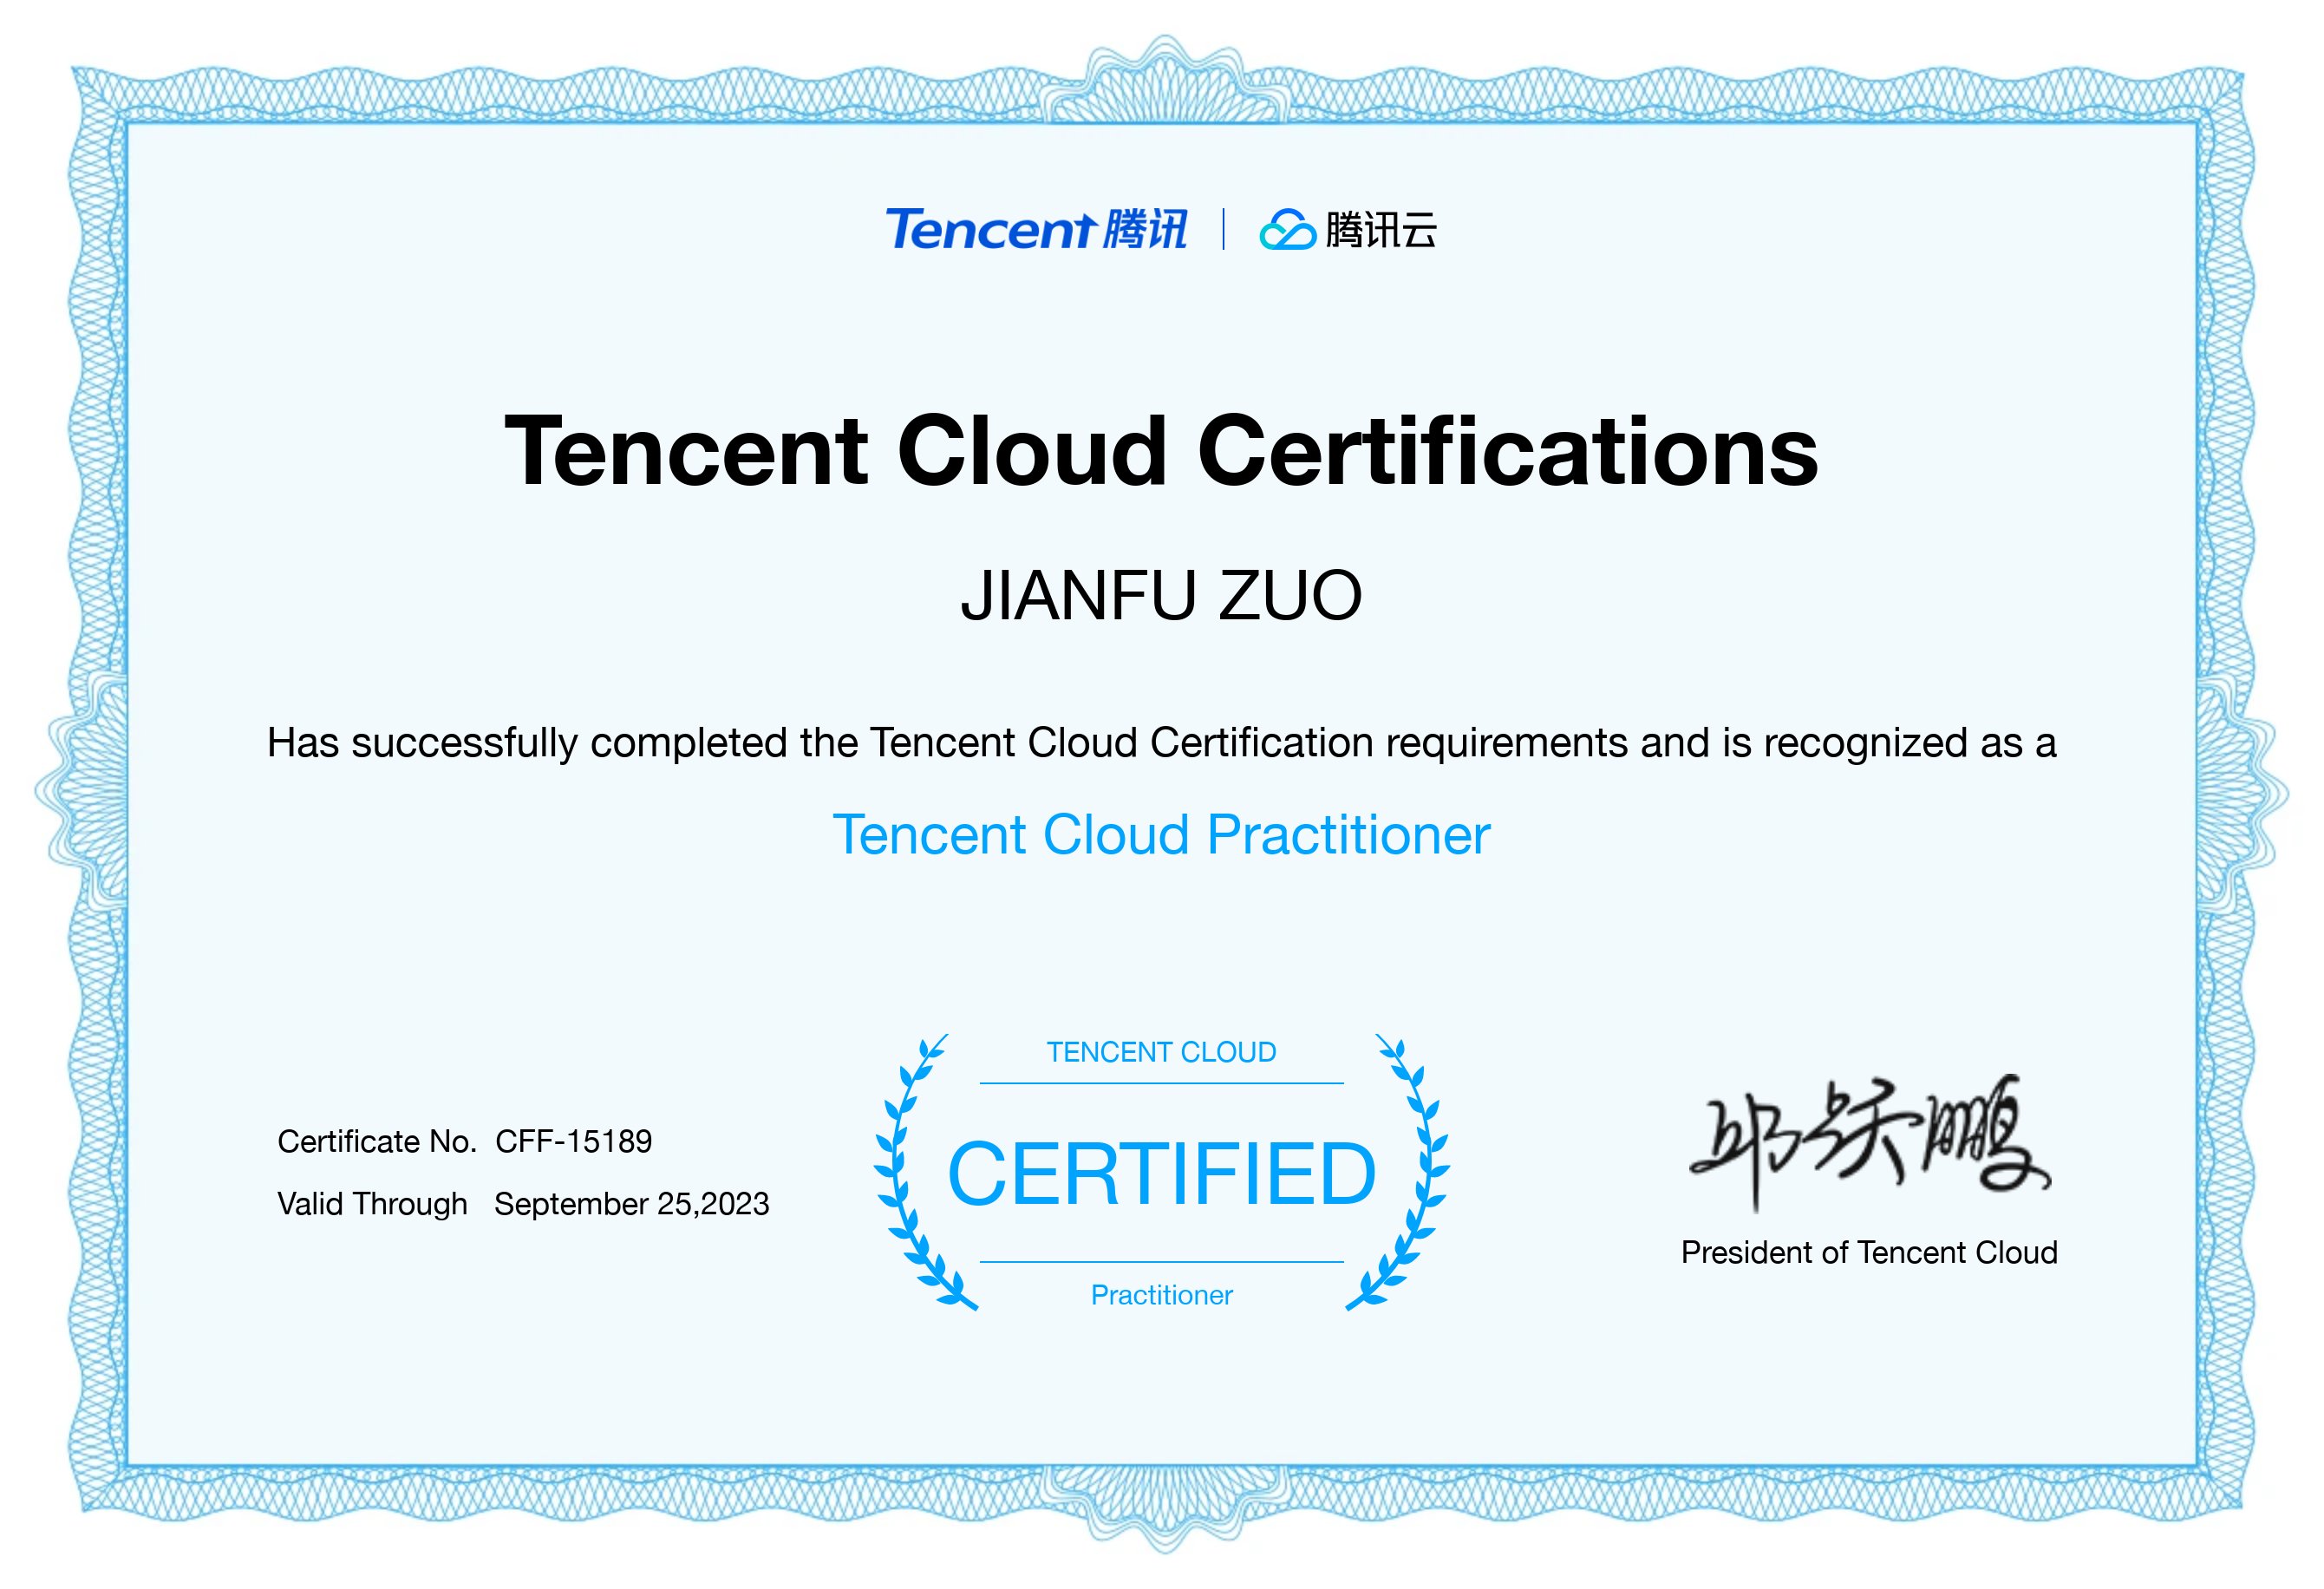 Tencent 腾讯 | 腾讯云
Tencent Cloud Certifications
JIANFU ZUO
Has successfully completed the Tencent Cloud Certification requirements and is recognized as a
Tencent Cloud Practitioner
TENCENT CLOUD
CERTIFIED
Practitioner
Certificate No. CFF-15189
Valid Through September 25,2023
邱跃鹏
President of Tencent Cloud